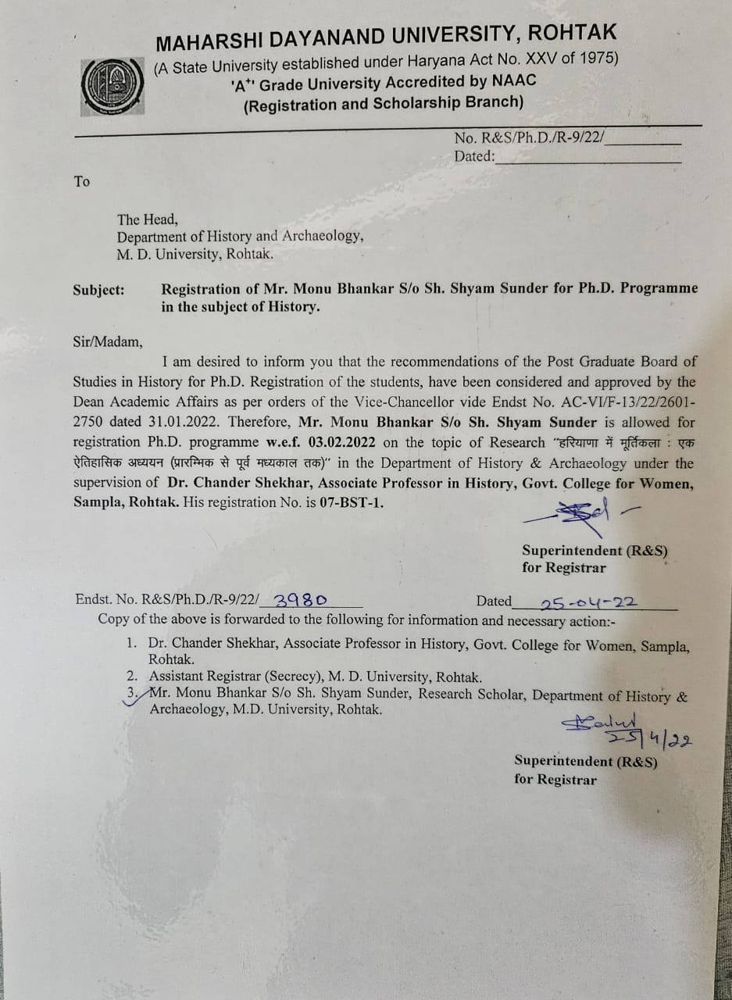 MAHARSHI DAYANAND UNIVERSITY, ROHTAK
(A State University established under Haryana Act No. XXV of 1975)
'A+' Grade University Accredited by NAAC
(Registration and Scholarship Branch)
No. R&S/Ph.D./R-9/22/________
Dated:____________________
To
The Head,
Department of History and Archaeology,
M. D. University, Rohtak.
Subject: Registration of Mr. Monu Bhankar S/o Sh. Shyam Sunder for Ph.D. Programme
in the subject of History.
Sir/Madam,
I am desired to inform you that the recommendations of the Post Graduate Board of
Studies in History for Ph.D. Registration of the students, have been considered and approved by the
Dean Academic Affairs as per orders of the Vice-Chancellor vide Endst No. AC-VI/F-13/22/2601-
2750 dated 31.01.2022. Therefore, Mr. Monu Bhankar S/o Sh. Shyam Sunder is allowed for
registration Ph.D. programme w.e.f. 03.02.2022 on the topic of Research "हरियाणा में मूर्तिकला : एक
ऐतिहासिक अध्ययन (प्रारम्भिक से पूर्व मध्यकाल तक)" in the Department of History & Archaeology under the
supervision of Dr. Chander Shekhar, Associate Professor in History, Govt. College for Women,
Sampla, Rohtak. His registration No. is 07-BST-1.
-Sd-
Superintendent (R&S)
for Registrar
Endst. No. R&S/Ph.D./R-9/22/ 3980 Dated 25-04-22
Copy of the above is forwarded to the following for information and necessary action:-
1. Dr. Chander Shekhar, Associate Professor in History, Govt. College for Women, Sampla,
Rohtak.
2. Assistant Registrar (Secrecy), M. D. University, Rohtak.
3. Mr. Monu Bhankar S/o Sh. Shyam Sunder, Research Scholar, Department of History &
Archaeology, M.D. University, Rohtak.
25/4/22
Superintendent (R&S)
for Registrar